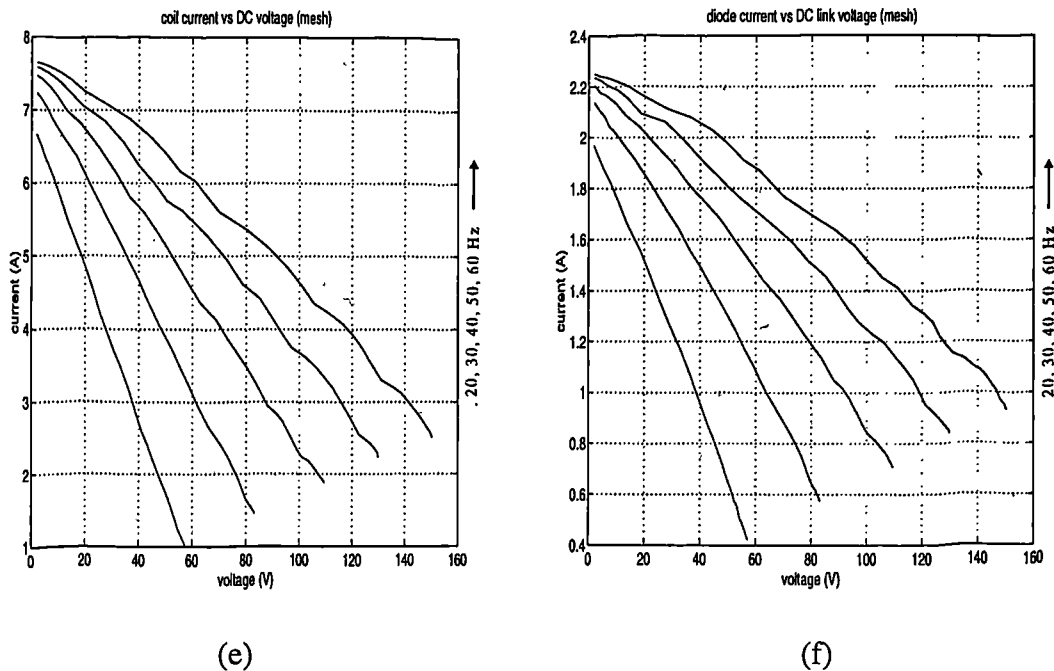 coil current vs DC voltage (mesh)
8
7
6
5
4
3
2
1
current (A)
0 20 40 60 80 100 120 140 160
voltage (V)
. 20, 30, 40, 50, 60 Hz
(e)
diode current vs DC link voltage (mesh)
2.4
2.2
2
1.8
1.6
1.4
1.2
1
0.8
0.6
0.4
current (A)
0 20 40 60 80 100 120 140 160
voltage (V)
20, 30, 40, 50, 60 Hz
(f)